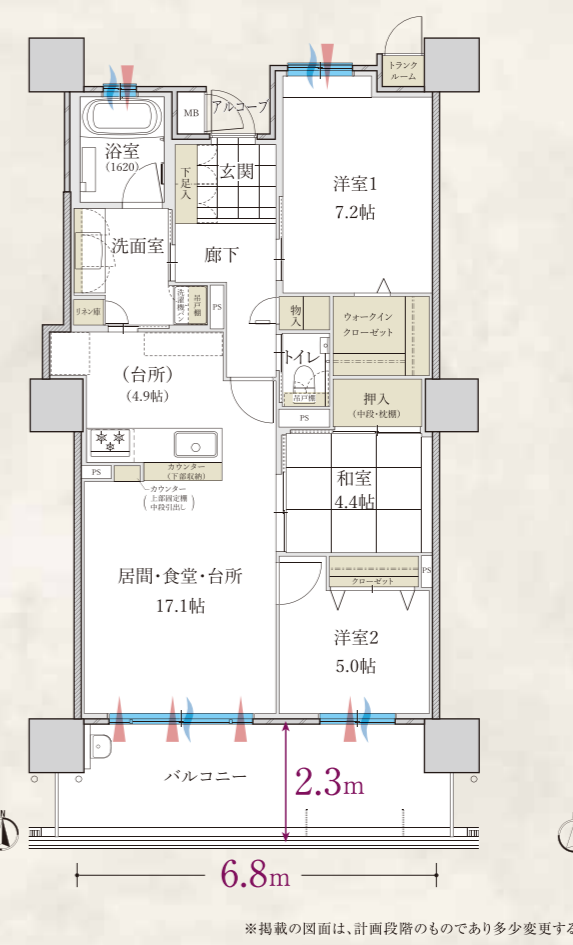 トランク
ルーム
MB
アルコーブ
浴室
(1620)
下足入
玄関
洋室1
7.2帖
洗面室
廊下
リネン庫
洗濯機パン
吊戸棚
PS
物入
ウォークイン
クローゼット
トイレ
吊戸棚
PS
(台所)
(4.9帖)
押入
(中段・枕棚)
和室
4.4帖
PS
カウンター
(下部収納)
カウンター
(上部固定棚
中段引出し)
居間・食堂・台所
17.1帖
クローゼット
PS
洋室2
5.0帖
バルコニー
2.3m
N
6.8m
※掲載の図面は、計画段階のものであり多少変更する